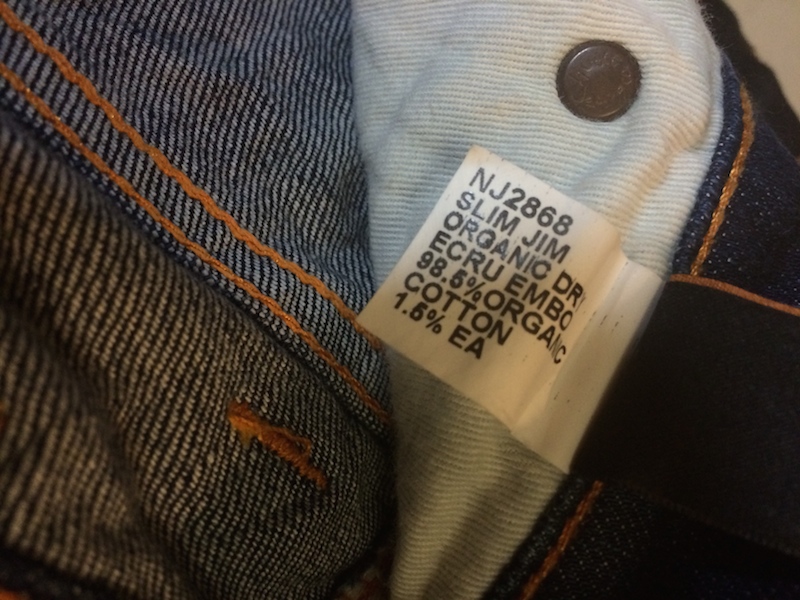 NJ2868
SLIM JIM
ORGANIC DR
ECRU EMBO
98.5%ORGANIC
COTTON
1.5% EA